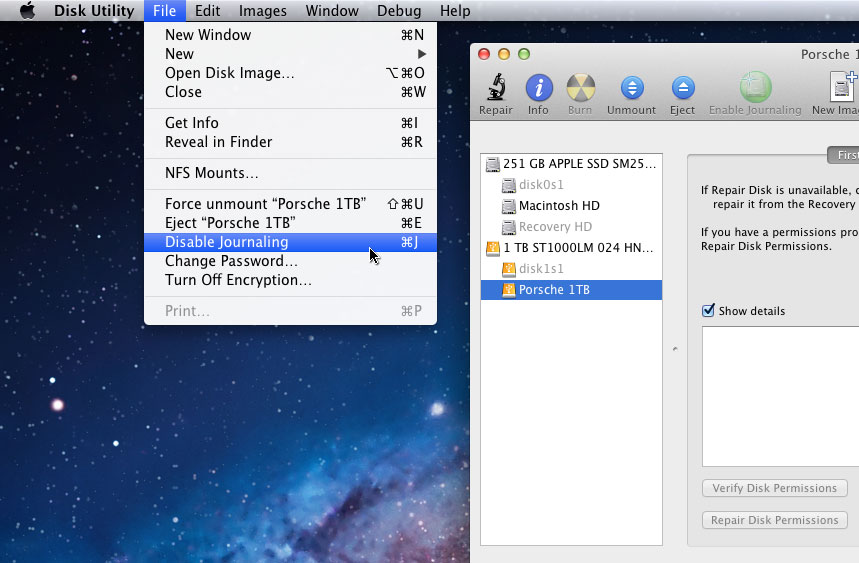 Disk Utility File Edit Images Window Debug Help
New Window ⌘N
New ▶
Open Disk Image... ⌥⌘O
Close ⌘W
Get Info ⌘I
Reveal in Finder ⌘R
NFS Mounts...
Force unmount “Porsche 1TB” ⇧⌘U
Eject “Porsche 1TB” ⌘E
Disable Journaling ⌘J
Change Password...
Turn Off Encryption...
Print... ⌘P
Porsche 1
Repair Info Burn Unmount Eject Enable Journaling New Ima
251 GB APPLE SSD SM25...
disk0s1
Macintosh HD
Recovery HD
1 TB ST1000LM 024 HN...
disk1s1
Porsche 1TB
First
If Repair Disk is unavailable, c
repair it from the Recovery
If you have a permissions pro
Repair Disk Permissions.
Show details
Verify Disk Permissions
Repair Disk Permissions